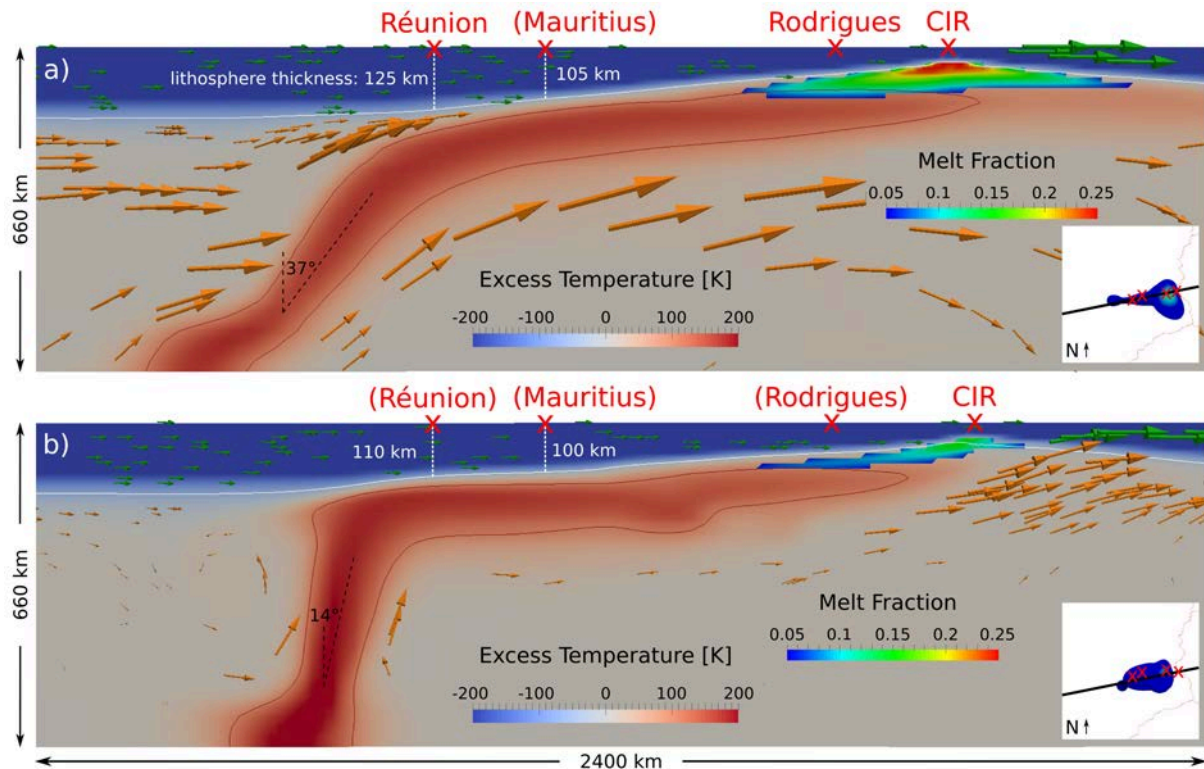 Réunion (Mauritius) Rodrigues CIR
a)
lithosphere thickness: 125 km
105 km
660 km
37°
Melt Fraction
0.05 0.1 0.15 0.2 0.25
Excess Temperature [K]
-200 -100 0 100 200
N
(Réunion) (Mauritius) (Rodrigues) CIR
b)
110 km
100 km
660 km
14°
Melt Fraction
0.05 0.1 0.15 0.2 0.25
Excess Temperature [K]
-200 -100 0 100 200
N
2400 km